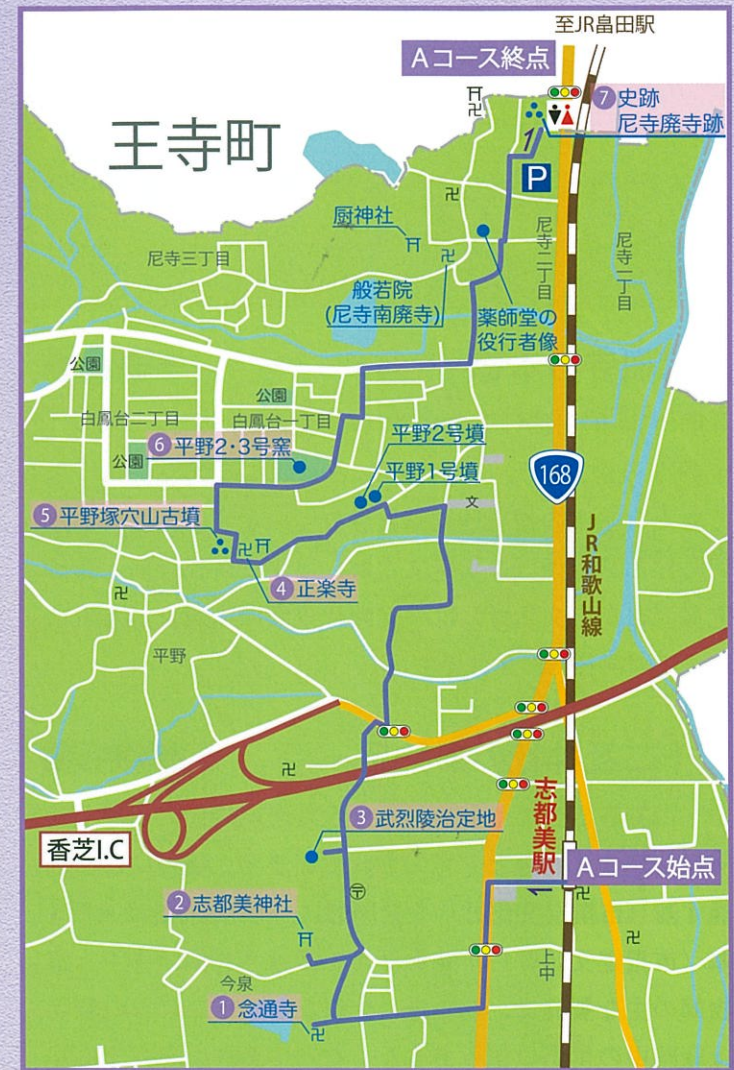 至JR畠田駅
Aコース終点
7 史跡
尼寺廃寺跡
王寺町
P
厨神社
尼寺三丁目
般若院
(尼寺南廃寺)
薬師堂の
役行者像
尼寺二丁目
尼寺一丁目
公園
公園
白鳳台二丁目
白鳳台一丁目
公園
6 平野2・3号窯
平野2号墳
平野1号墳
168
文
5 平野塚穴山古墳
JR和歌山線
4 正楽寺
平野
香芝I.C
3 武烈陵治定地
志都美駅
Aコース始点
2 志都美神社
上中
今泉
1 念通寺